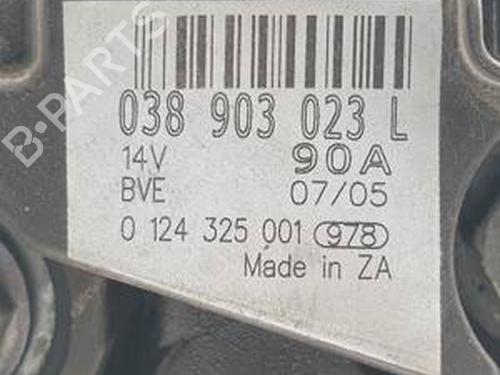 B-PARTS
038 903 023 L
14V 90A
BVE 07/05
0 124 325 001 978
Made in ZA